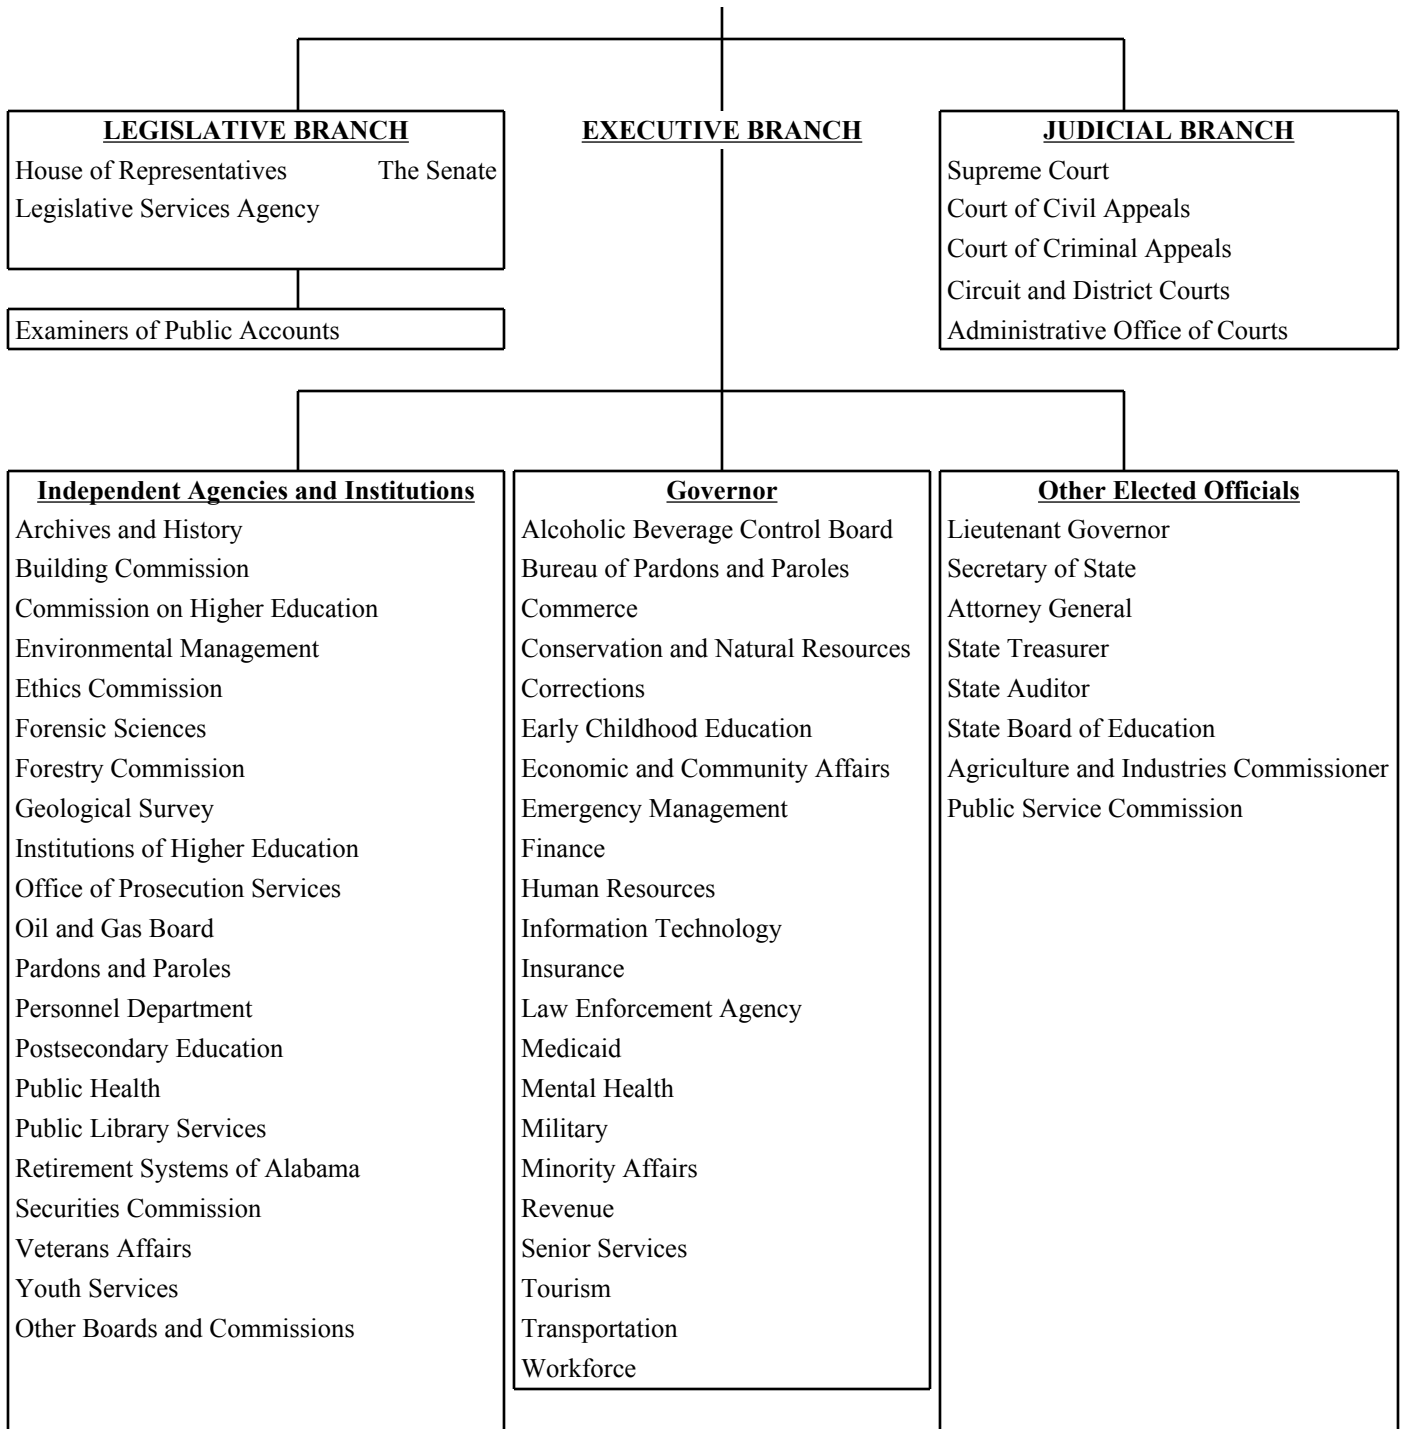 LEGISLATIVE BRANCH
House of Representatives The Senate
Legislative Services Agency
Examiners of Public Accounts
EXECUTIVE BRANCH
JUDICIAL BRANCH
Supreme Court
Court of Civil Appeals
Court of Criminal Appeals
Circuit and District Courts
Administrative Office of Courts
Independent Agencies and Institutions
Archives and History
Building Commission
Commission on Higher Education
Environmental Management
Ethics Commission
Forensic Sciences
Forestry Commission
Geological Survey
Institutions of Higher Education
Office of Prosecution Services
Oil and Gas Board
Pardons and Paroles
Personnel Department
Postsecondary Education
Public Health
Public Library Services
Retirement Systems of Alabama
Securities Commission
Veterans Affairs
Youth Services
Other Boards and Commissions
Governor
Alcoholic Beverage Control Board
Bureau of Pardons and Paroles
Commerce
Conservation and Natural Resources
Corrections
Early Childhood Education
Economic and Community Affairs
Emergency Management
Finance
Human Resources
Information Technology
Insurance
Law Enforcement Agency
Medicaid
Mental Health
Military
Minority Affairs
Revenue
Senior Services
Tourism
Transportation
Workforce
Other Elected Officials
Lieutenant Governor
Secretary of State
Attorney General
State Treasurer
State Auditor
State Board of Education
Agriculture and Industries Commissioner
Public Service Commission